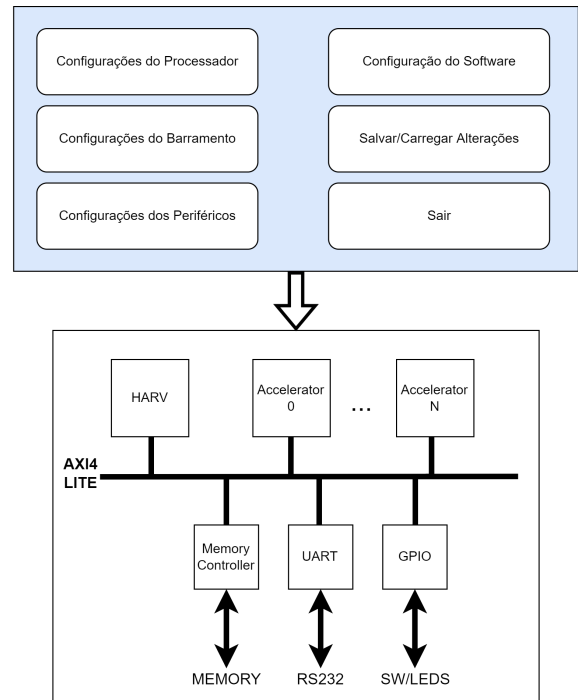 Configurações do Processador
Configuração do Software
Configurações do Barramento
Salvar/Carregar Alterações
Configurações dos Periféricos
Sair
HARV
Accelerator
0
...
Accelerator
N
AXI4
LITE
Memory
Controller
UART
GPIO
MEMORY
RS232
SW/LEDS